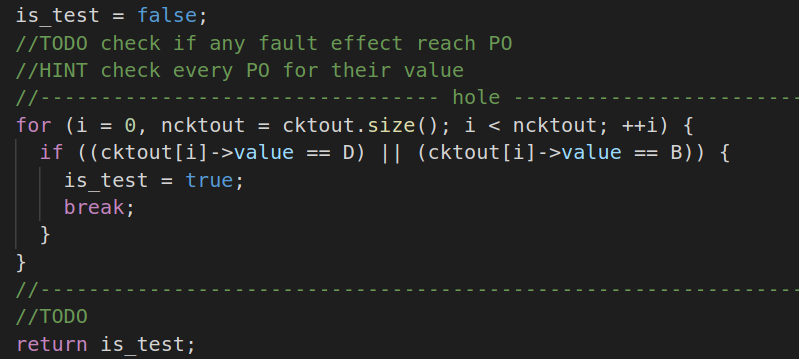 is_test = false;
//TODO check if any fault effect reach PO
//HINT check every PO for their value
//--------------------------------- hole ------------------------
for (i = 0, ncktout = cktout.size(); i < ncktout; ++i) {
if ((cktout[i]->value == D) || (cktout[i]->value == B)) {
is_test = true;
break;
}
}
//---------------------------------------------------------------
//TODO
return is_test;